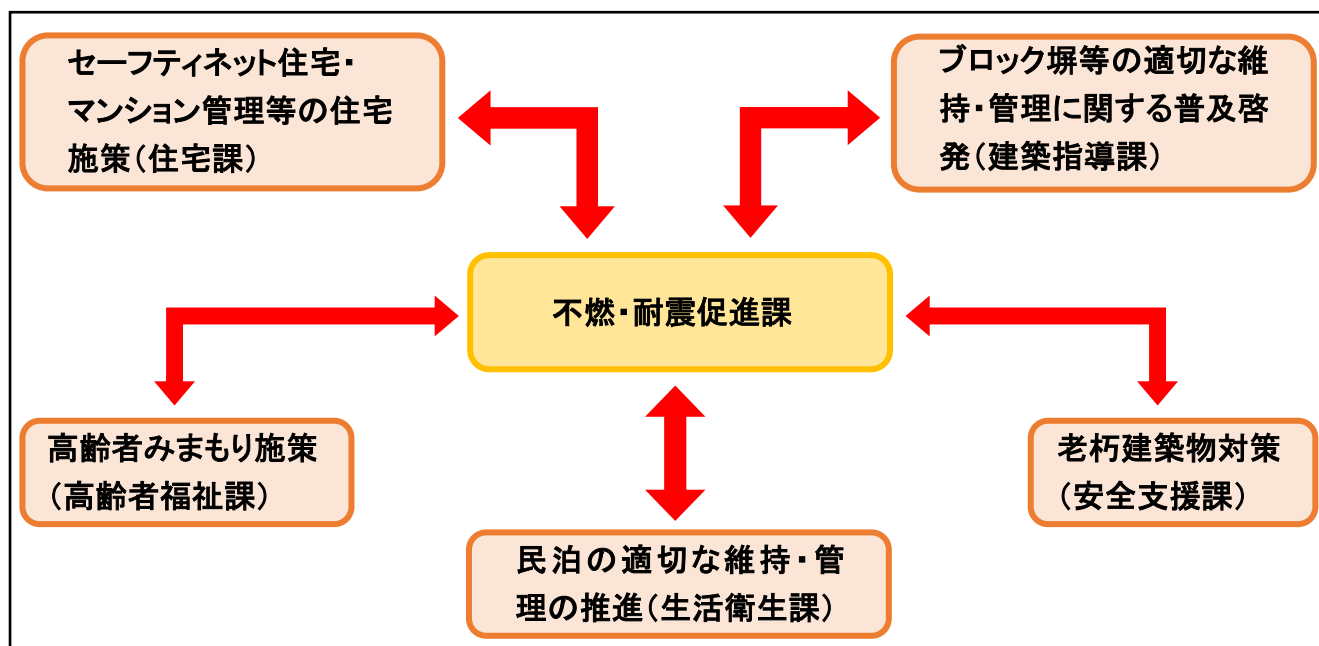 セーフティネット住宅・
マンション管理等の住宅
施策(住宅課)
ブロック塀等の適切な維
持・管理に関する普及啓
発(建築指導課)
不燃・耐震促進課
高齢者みまもり施策
(高齢者福祉課)
老朽建築物対策
(安全支援課)
民泊の適切な維持・管
理の推進(生活衛生課)